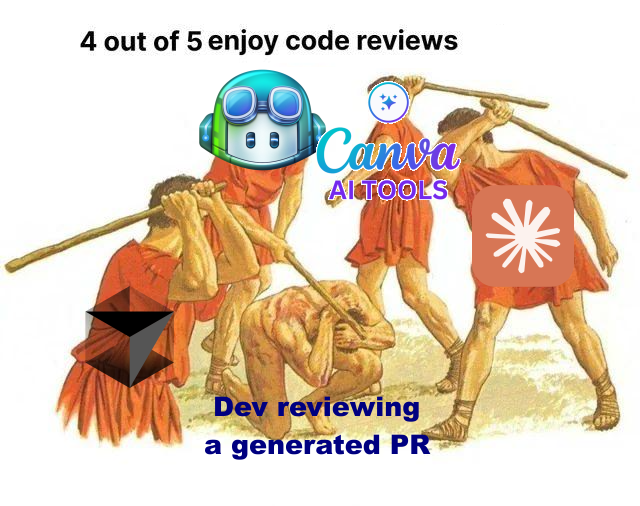 4 out of 5 enjoy code reviews
Canva
AI TOOLS
Dev reviewing
a generated PR